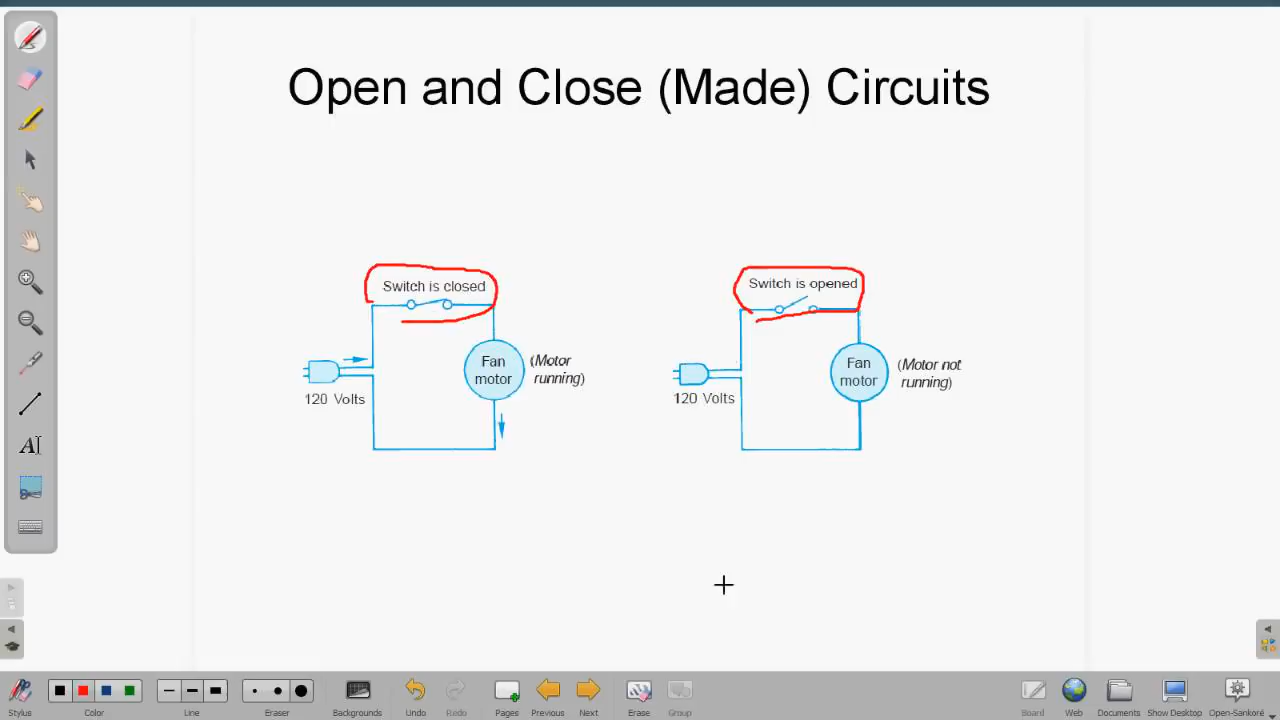 Open and Close (Made) Circuits
Switch is closed
Fan
motor
(Motor
running)
120 Volts
Switch is opened
Fan
motor
(Motor not
running)
120 Volts
AI
Stylus
Color
Line
Eraser
Backgrounds
Undo
Redo
Pages
Previous
Next
Erase
Group
Board
Web
Documents
Show Desktop
Open-Sankoré